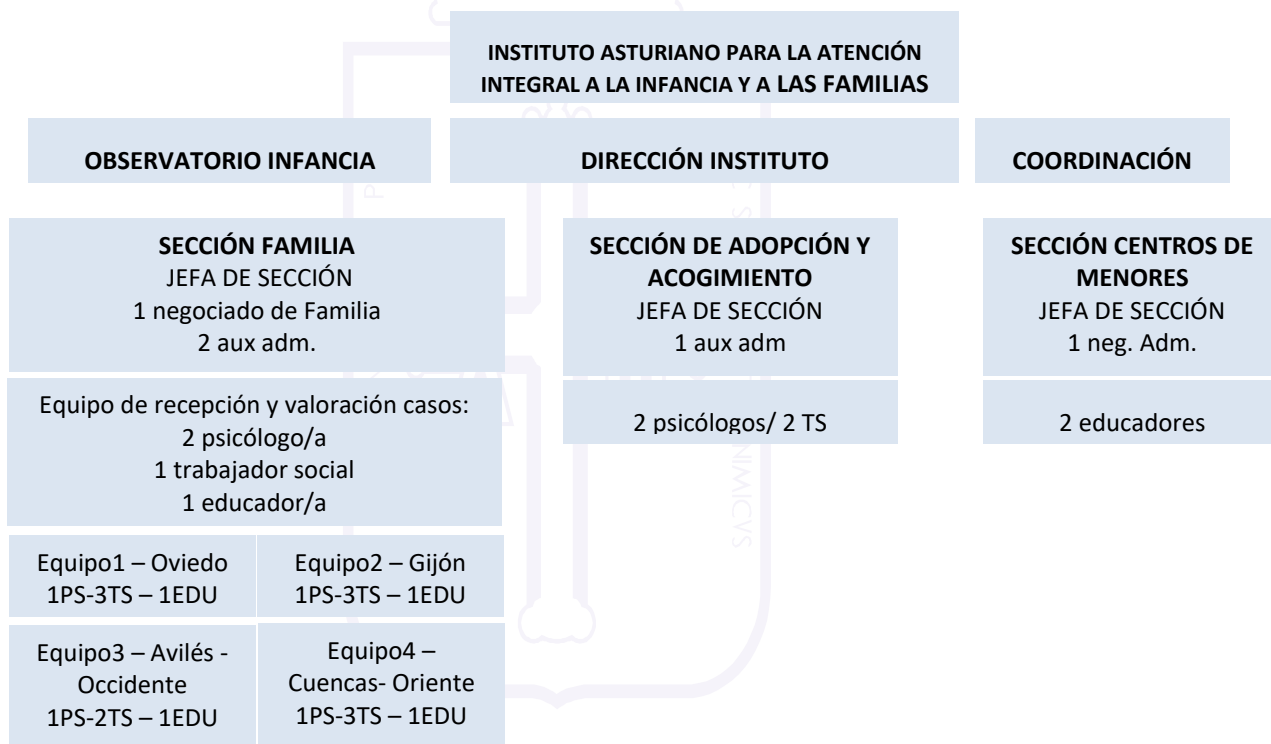 INSTITUTO ASTURIANO PARA LA ATENCIÓN
INTEGRAL A LA INFANCIA Y A LAS FAMILIAS
OBSERVATORIO INFANCIA
DIRECCIÓN INSTITUTO
COORDINACIÓN
SECCIÓN FAMILIA
JEFA DE SECCIÓN
1 negociado de Familia
2 aux adm.
SECCIÓN DE ADOPCIÓN Y
ACOGIMIENTO
JEFA DE SECCIÓN
1 aux adm
SECCIÓN CENTROS DE
MENORES
JEFA DE SECCIÓN
1 neg. Adm.
Equipo de recepción y valoración casos:
2 psicólogo/a
1 trabajador social
1 educador/a
2 psicólogos/ 2 TS
2 educadores
Equipo1 – Oviedo
1PS-3TS – 1EDU
Equipo2 – Gijón
1PS-3TS – 1EDU
Equipo3 – Avilés -
Occidente
1PS-2TS – 1EDU
Equipo4 –
Cuencas- Oriente
1PS-3TS – 1EDU